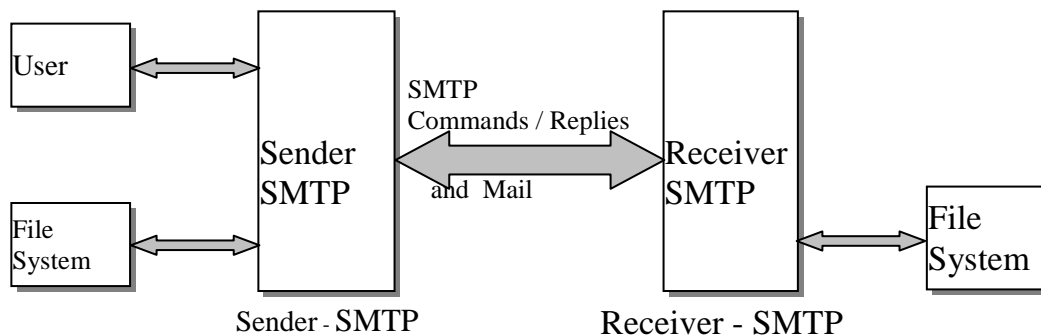 User
File
System
Sender
SMTP
SMTP
Commands / Replies
and Mail
Receiver
SMTP
File
System
Sender - SMTP
Receiver - SMTP